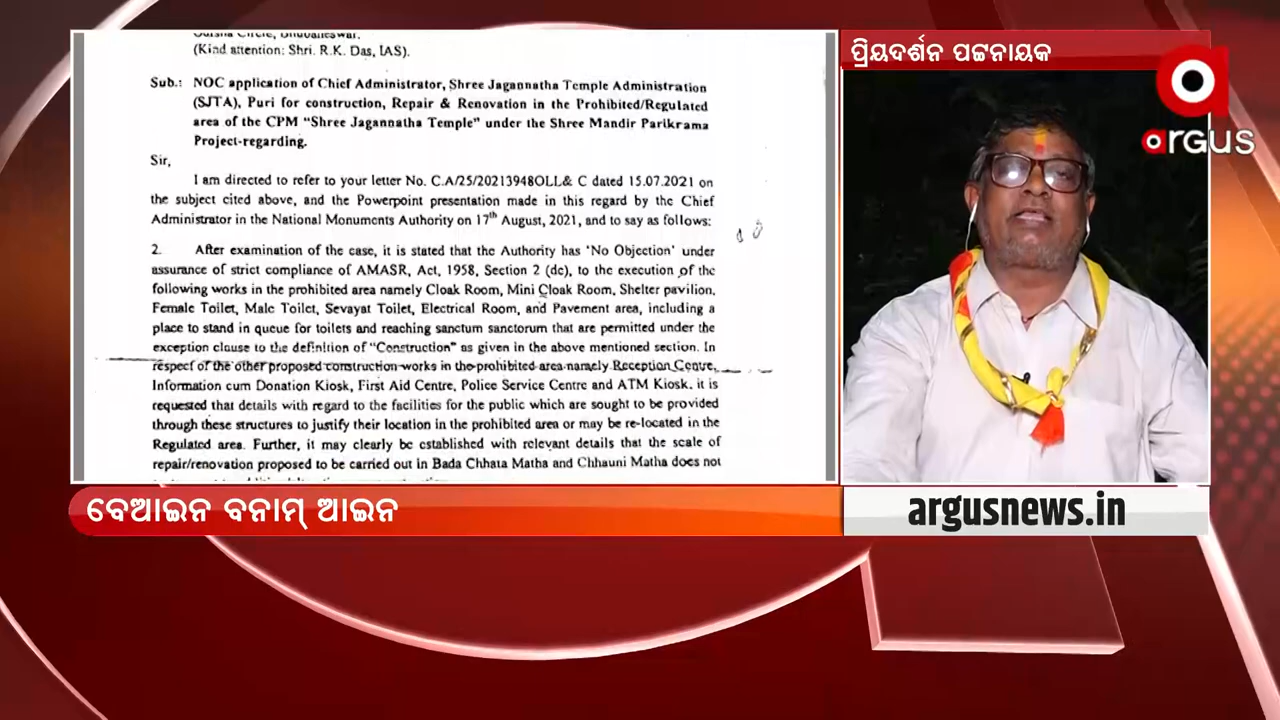 (Kind attention: Shri. R.K. Das, IAS).
Sub.: NOC application of Chief Administrator, Shree Jagannatha Temple Administration
(SJTA), Puri for construction, Repair & Renovation in the Prohibited/Regulated
area of the CPM “Shree Jagannatha Temple” under the Shree Mandir Parikrama
Project-regarding.
Sir,
I am directed to refer to your letter No. C.A/25/20213948OLL& C dated 15.07.2021 on
the subject cited above, and the Powerpoint presentation made in this regard by the Chief
Administrator in the National Monuments Authority on 17th August, 2021, and to say as follows:
2. After examination of the case, it is stated that the Authority has ‘No Objection’ under
assurance of strict compliance of AMASR, Act, 1958, Section 2 (dc), to the execution of the
following works in the prohibited area namely Cloak Room, Mini Cloak Room, Shelter pavilion,
Female Toilet, Male Toilet, Sevayat Toilet, Electrical Room, and Pavement area, including a
place to stand in queue for toilets and reaching sanctum sanctorum that are permitted under the
exception clause to the definition of “Construction” as given in the above mentioned section. In
respect of the other proposed construction works in the prohibited area namely Reception Centre,
Information cum Donation Kiosk, First Aid Centre, Police Service Centre and ATM Kiosk, it is
requested that details with regard to the facilities for the public which are sought to be provided
through these structures to justify their location in the prohibited area or may be re-located in the
Regulated area. Further, it may clearly be established with relevant details that the scale of
repair/renovation proposed to be carried out in Bada Chhata Matha and Chhauni Matha does not
ପ୍ରିୟଦର୍ଶନ ପଟ୍ଟନାୟକ
argus
ବେଆଇନ ବନାମ୍ ଆଇନ
argusnews.in